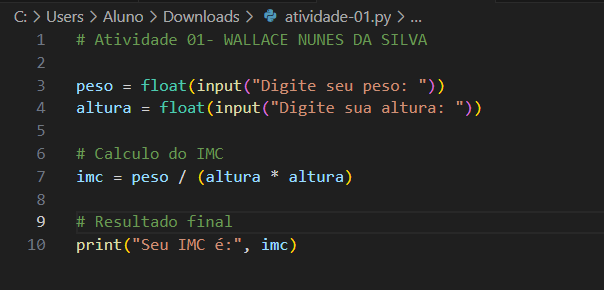 C: > Users > Aluno > Downloads > atividade-01.py > ...
1 # Atividade 01- WALLACE NUNES DA SILVA
2
3 peso = float(input("Digite seu peso: "))
4 altura = float(input("Digite sua altura: "))
5
6 # Calculo do IMC
7 imc = peso / (altura * altura)
8
9 # Resultado final
10 print("Seu IMC é:", imc)